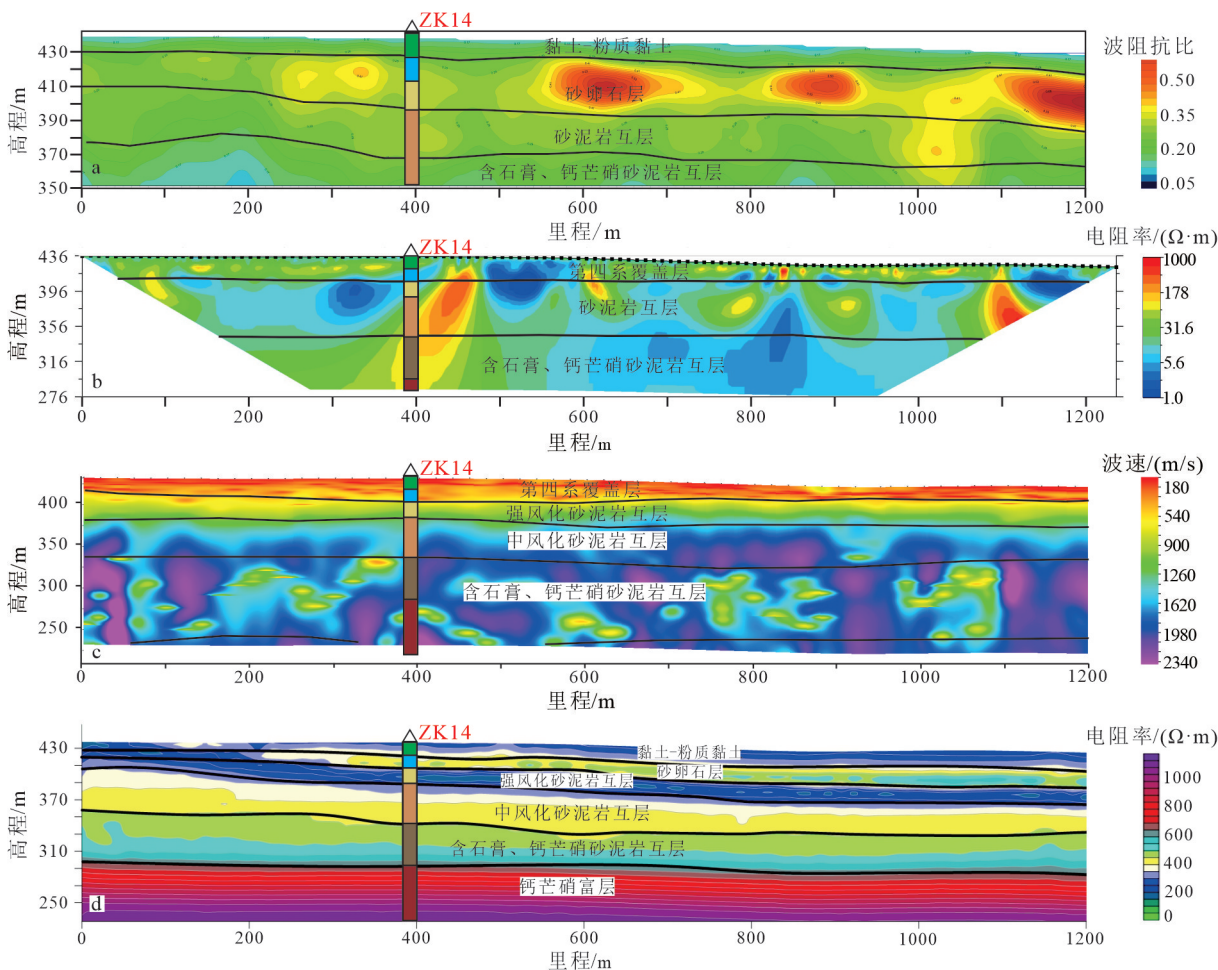 ZK14
波阻抗比
430
410
390
370
350
高程/m
黏土-粉质黏土
砂卵石层
砂泥岩互层
含石膏、钙芒硝砂泥岩互层
a
0.50
0.35
0.20
0.05
0 200 400 600 800 1000 1200
里程/m
ZK14
电阻率/(Ω·m)
436
396
356
316
276
高程/m
第四系覆盖层
砂泥岩互层
含石膏、钙芒硝砂泥岩互层
b
1000
178
31.6
5.6
1.0
0 200 400 600 800 1000 1200
里程/m
ZK14
波速/(m/s)
400
350
300
250
高程/m
第四系覆盖层
强风化砂泥岩互层
中风化砂泥岩互层
含石膏、钙芒硝砂泥岩互层
c
180
540
900
1260
1620
1980
2340
0 200 400 600 800 1000 1200
里程/m
ZK14
电阻率/(Ω·m)
430
370
310
250
高程/m
黏土-粉质黏土
砂卵石层
强风化砂泥岩互层
中风化砂泥岩互层
含石膏、钙芒硝砂泥岩互层
钙芒硝富层
d
1000
800
600
400
200
0
0 200 400 600 800 1000 1200
里程/m